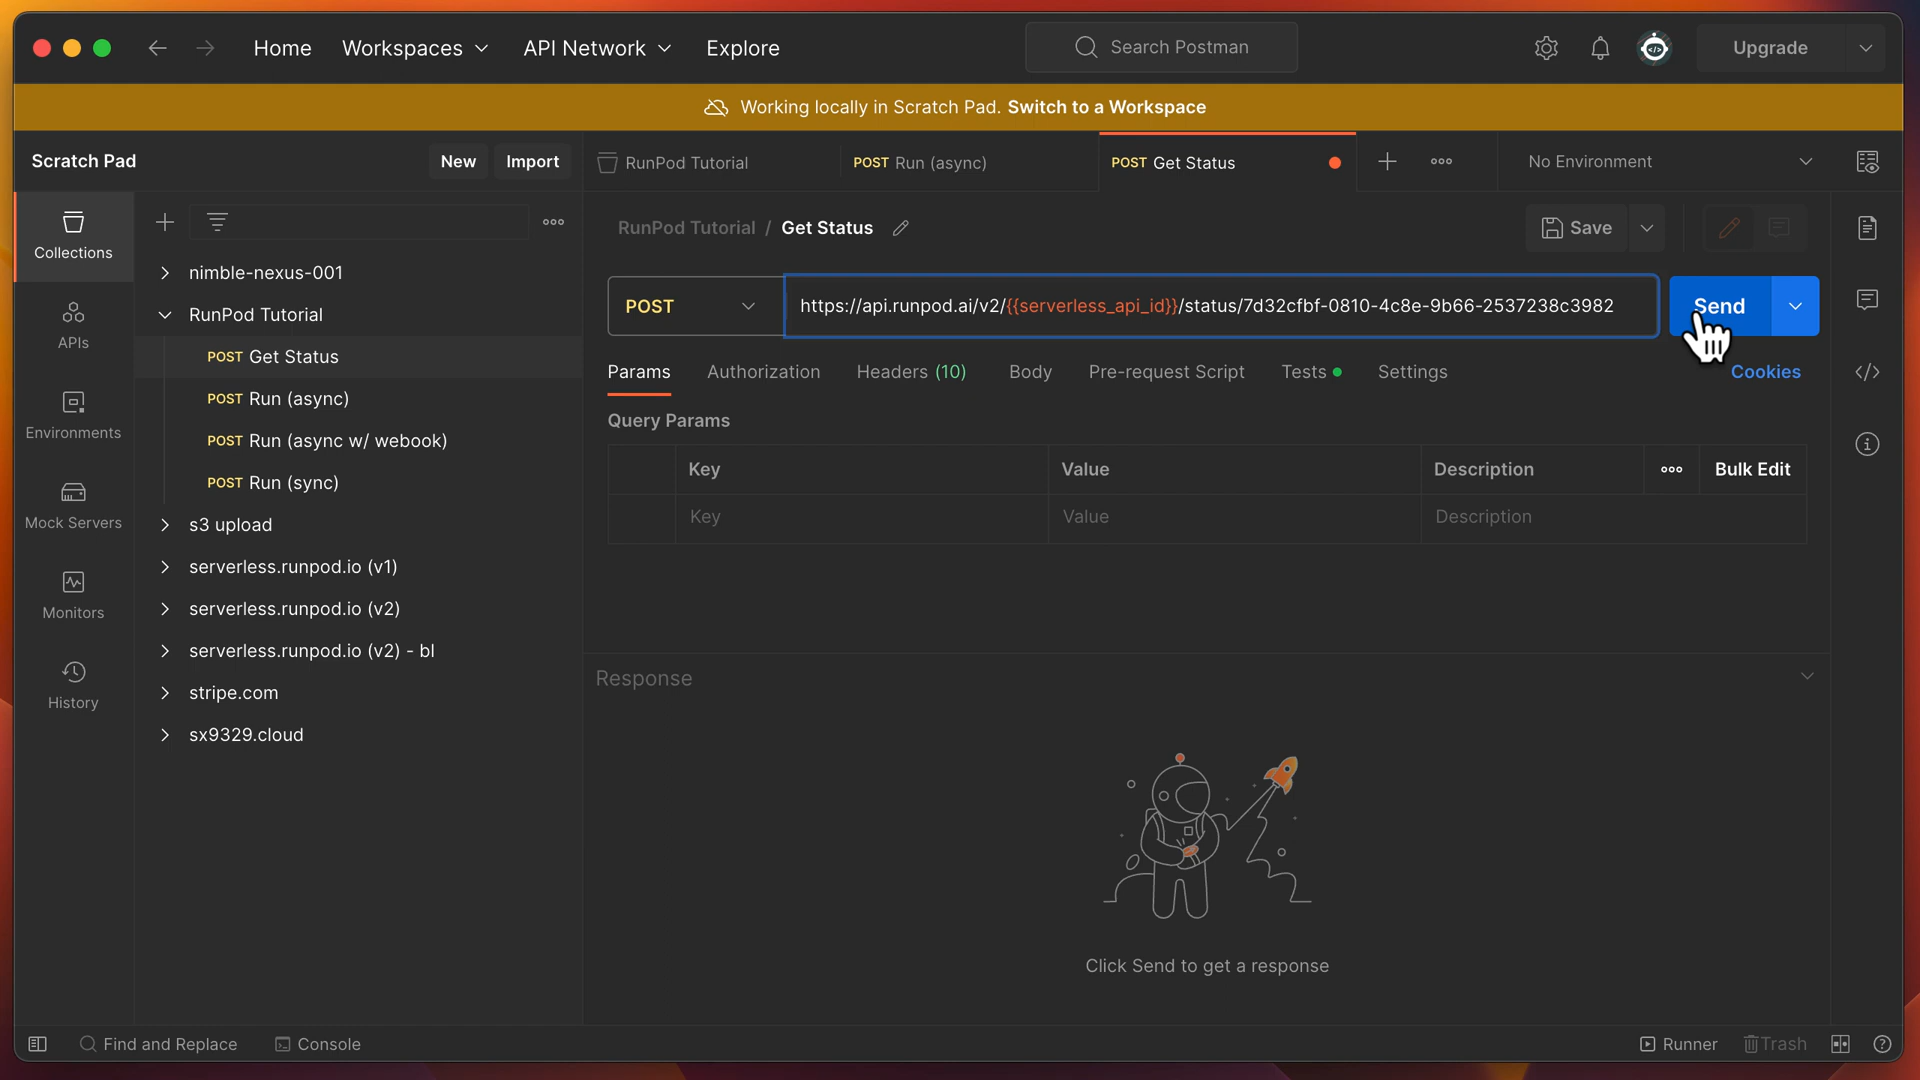 Home Workspaces API Network Explore Search Postman Upgrade
Working locally in Scratch Pad. Switch to a Workspace
Scratch Pad New Import
RunPod Tutorial POST Run (async) POST Get Status No Environment
Collections
APIs
Environments
Mock Servers
Monitors
History
nimble-nexus-001
RunPod Tutorial
POST Get Status
POST Run (async)
POST Run (async w/ webook)
POST Run (sync)
s3 upload
serverless.runpod.io (v1)
serverless.runpod.io (v2)
serverless.runpod.io (v2) - bl
stripe.com
sx9329.cloud
RunPod Tutorial / Get Status Save
POST https://api.runpod.ai/v2/{{serverless_api_id}}/status/7d32cfbf-0810-4c8e-9b66-2537238c3982 Send
Params Authorization Headers (10) Body Pre-request Script Tests Settings Cookies
Query Params
Key Value Description Bulk Edit
Key Value Description
Response
Click Send to get a response
Find and Replace Console Runner Trash